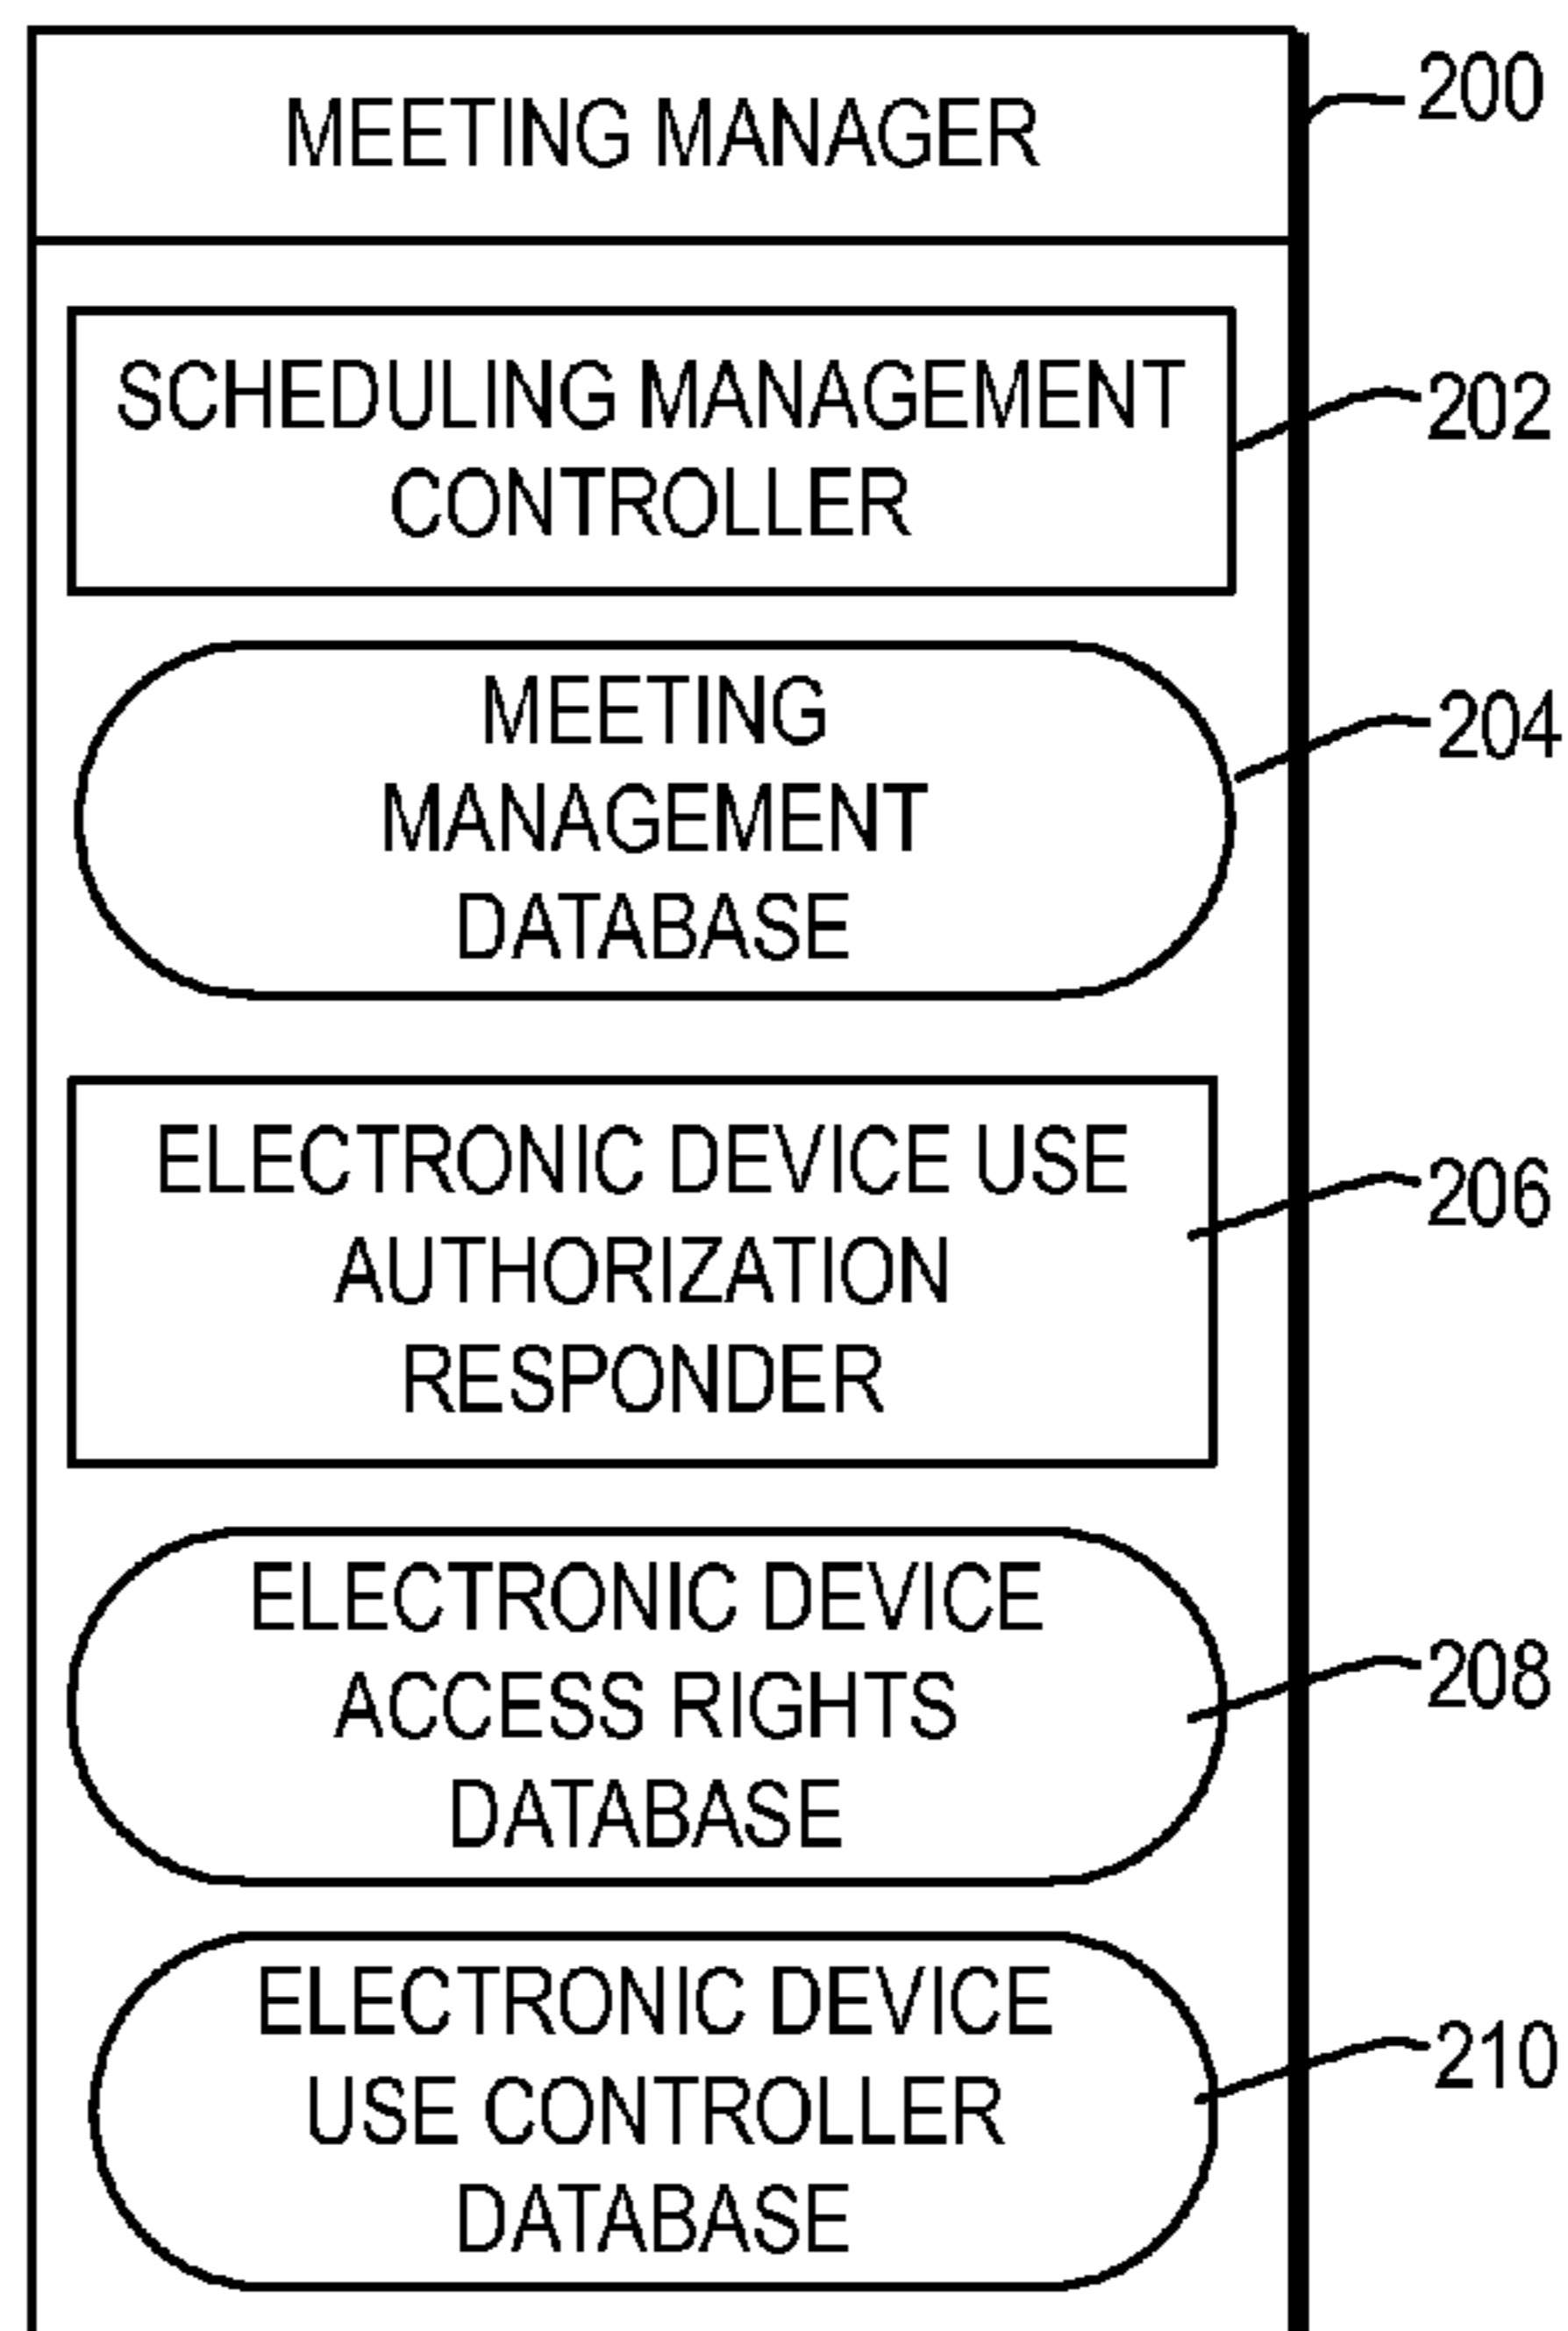 MEETING MANAGER
200
SCHEDULING MANAGEMENT
CONTROLLER
202
MEETING
MANAGEMENT
DATABASE
204
ELECTRONIC DEVICE USE
AUTHORIZATION
RESPONDER
206
ELECTRONIC DEVICE
ACCESS RIGHTS
DATABASE
208
ELECTRONIC DEVICE
USE CONTROLLER
DATABASE
210